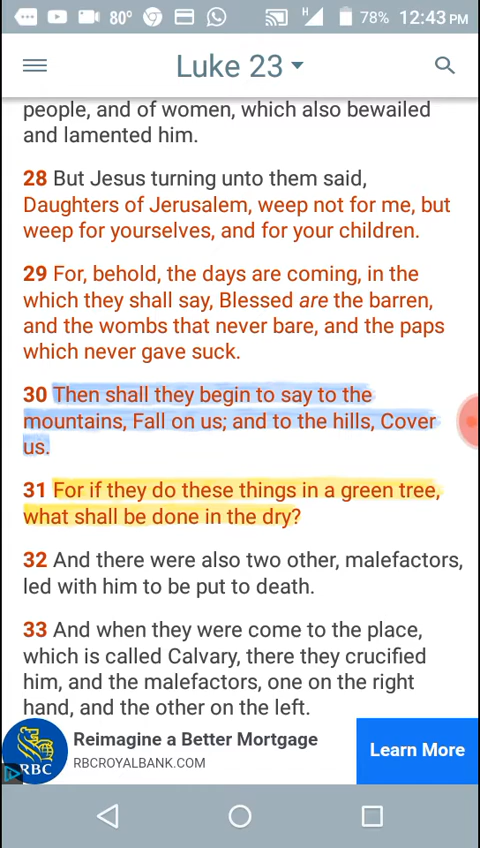 80° 78% 12:43 PM
Luke 23
people, and of women, which also bewailed
and lamented him.
28 But Jesus turning unto them said,
Daughters of Jerusalem, weep not for me, but
weep for yourselves, and for your children.
29 For, behold, the days are coming, in the
which they shall say, Blessed are the barren,
and the wombs that never bare, and the paps
which never gave suck.
30 Then shall they begin to say to the
mountains, Fall on us; and to the hills, Cover
us.
31 For if they do these things in a green tree,
what shall be done in the dry?
32 And there were also two other, malefactors,
led with him to be put to death.
33 And when they were come to the place,
which is called Calvary, there they crucified
him, and the malefactors, one on the right
hand, and the other on the left.
Reimagine a Better Mortgage
RBCROYALBANK.COM
RBC
Learn More